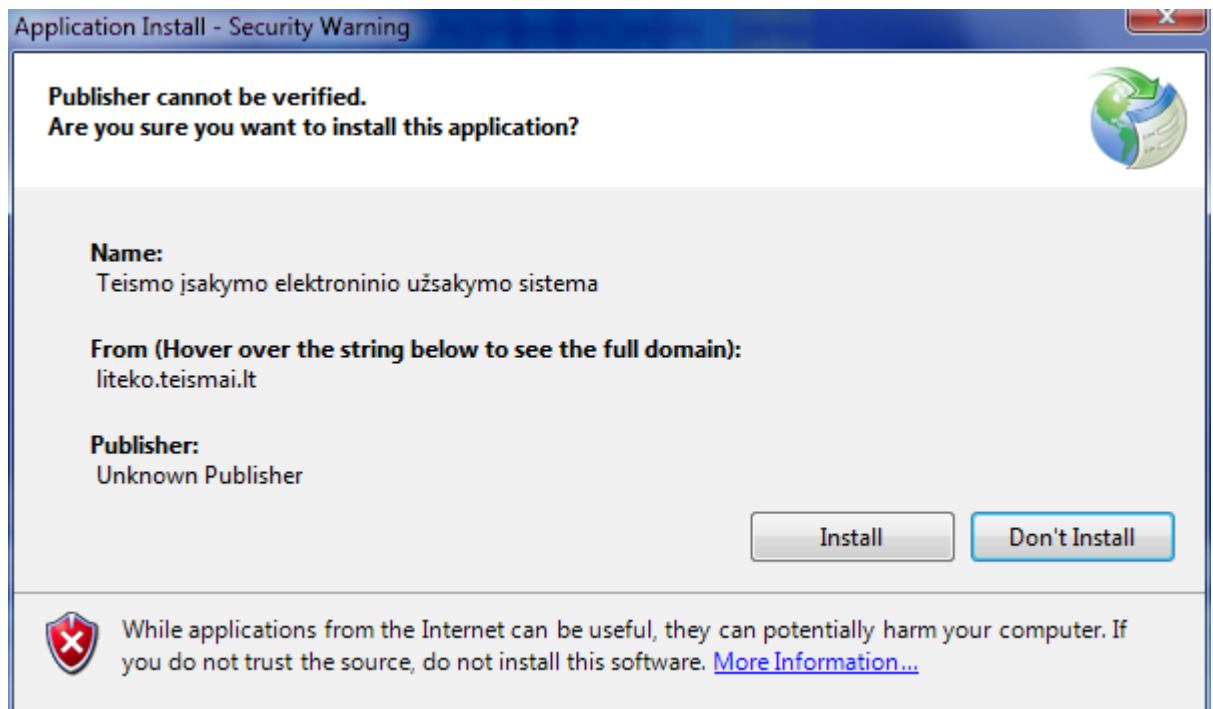 Application Install - Security Warning
Publisher cannot be verified.
Are you sure you want to install this application?
Name:
Teismo įsakymo elektroninio užsakymo sistema
From (Hover over the string below to see the full domain):
liteko.teismai.lt
Publisher:
Unknown Publisher
Install
Don't Install
While applications from the Internet can be useful, they can potentially harm your computer. If
you do not trust the source, do not install this software. More Information...